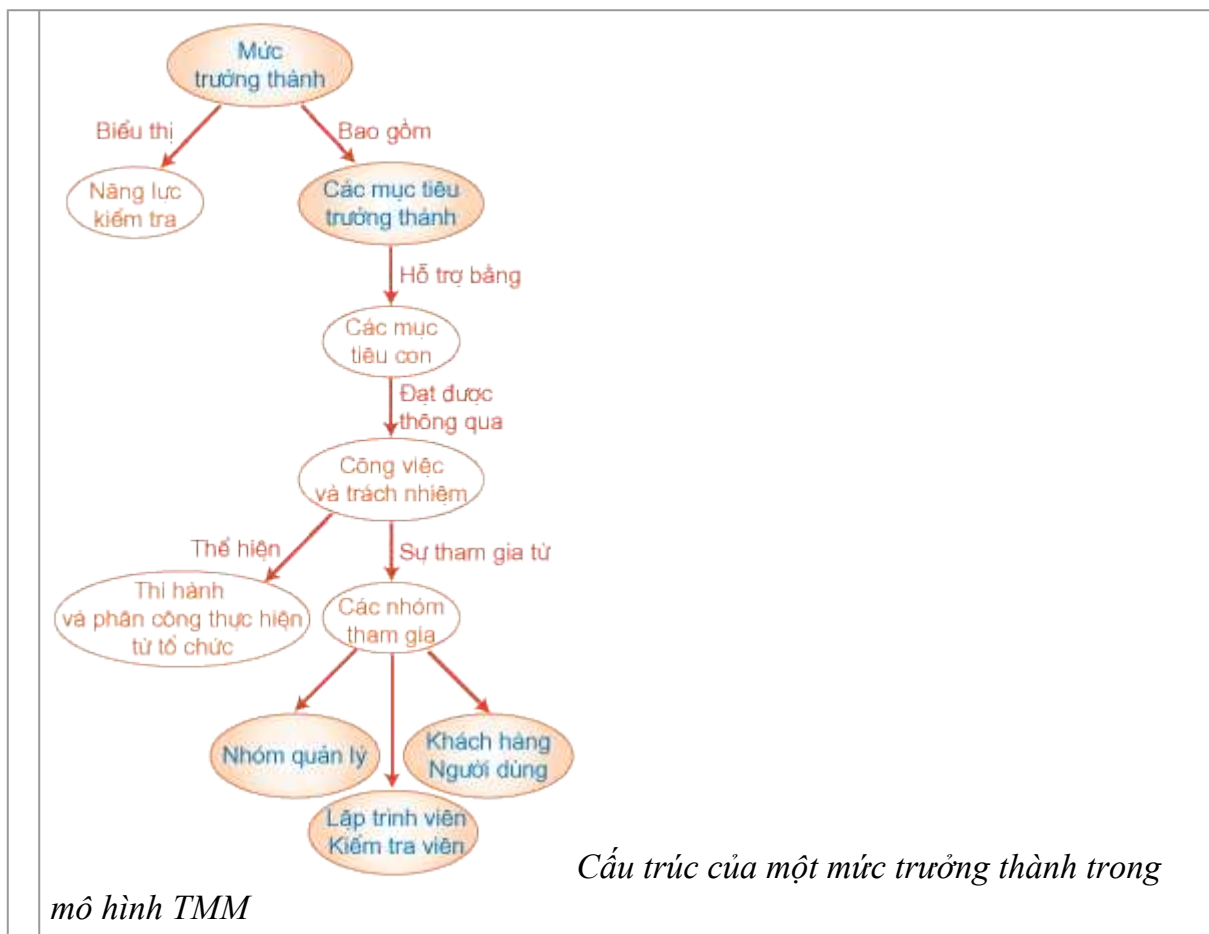 Mức
trưởng thành
Biểu thị
Bao gồm
Năng lực
kiểm tra
Các mục tiêu
trưởng thành
Hỗ trợ bằng
Các mục
tiêu con
Đạt được
thông qua
Công việc
và trách nhiệm
Thể hiện
Sự tham gia từ
Thi hành
và phân công thực hiện
từ tổ chức
Các nhóm
tham gia
Nhóm quản lý
Khách hàng
Người dùng
Lập trình viên
Kiểm tra viên
Cấu trúc của một mức trưởng thành trong
mô hình TMM